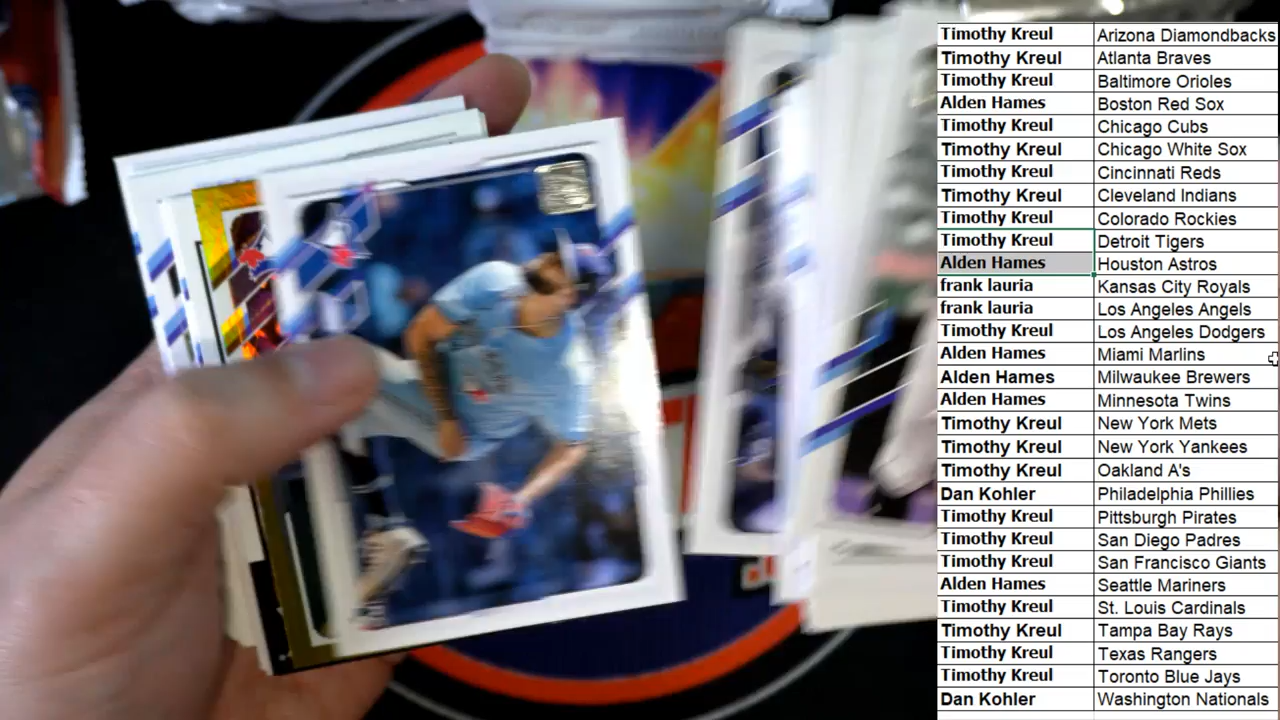 Timothy Kreul Arizona Diamondbacks
Timothy Kreul Atlanta Braves
Timothy Kreul Baltimore Orioles
Alden Hames Boston Red Sox
Timothy Kreul Chicago Cubs
Timothy Kreul Chicago White Sox
Timothy Kreul Cincinnati Reds
Timothy Kreul Cleveland Indians
Timothy Kreul Colorado Rockies
Timothy Kreul Detroit Tigers
Alden Hames Houston Astros
frank lauria Kansas City Royals
frank lauria Los Angeles Angels
Timothy Kreul Los Angeles Dodgers
Alden Hames Miami Marlins
Alden Hames Milwaukee Brewers
Alden Hames Minnesota Twins
Timothy Kreul New York Mets
Timothy Kreul New York Yankees
Timothy Kreul Oakland A's
Dan Kohler Philadelphia Phillies
Timothy Kreul Pittsburgh Pirates
Timothy Kreul San Diego Padres
Timothy Kreul San Francisco Giants
Alden Hames Seattle Mariners
Timothy Kreul St. Louis Cardinals
Timothy Kreul Tampa Bay Rays
Timothy Kreul Texas Rangers
Timothy Kreul Toronto Blue Jays
Dan Kohler Washington Nationals